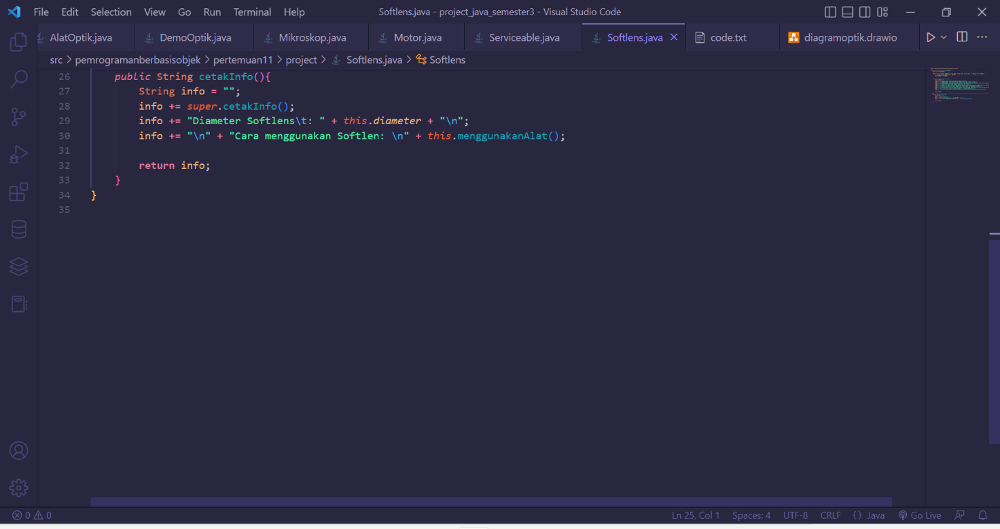 File Edit Selection View Go Run Terminal Help Softlens.java - project_java_semester3 - Visual Studio Code
AlatOptik.java DemoOptik.java Mikroskop.java Motor.java Serviceable.java Softlens.java code.txt diagramoptik.drawio
src > pemrogramanberbasisobjek > pertemuan11 > project > Softlens.java > Softlens
26 public String cetakInfo(){
27 String info = "";
28 info += super.cetakInfo();
29 info += "Diameter Softlens\t: " + this.diameter + "\n";
30 info += "\n" + "Cara menggunakan Softlen: \n" + this.menggunakanAlat();
31
32 return info;
33 }
34 }
35
0 0 Ln 25, Col 1 Spaces: 4 UTF-8 CRLF {} Java Go Live